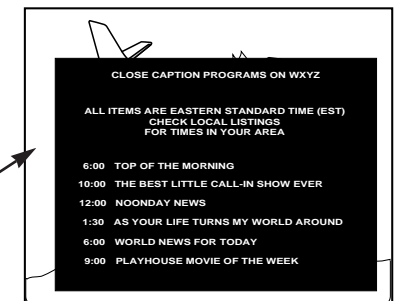 CLOSE CAPTION PROGRAMS ON WXYZ
ALL ITEMS ARE EASTERN STANDARD TIME (EST)
CHECK LOCAL LISTINGS
FOR TIMES IN YOUR AREA
6:00 TOP OF THE MORNING
10:00 THE BEST LITTLE CALL-IN SHOW EVER
12:00 NOONDAY NEWS
1:30 AS YOUR LIFE TURNS MY WORLD AROUND
6:00 WORLD NEWS FOR TODAY
9:00 PLAYHOUSE MOVIE OF THE WEEK